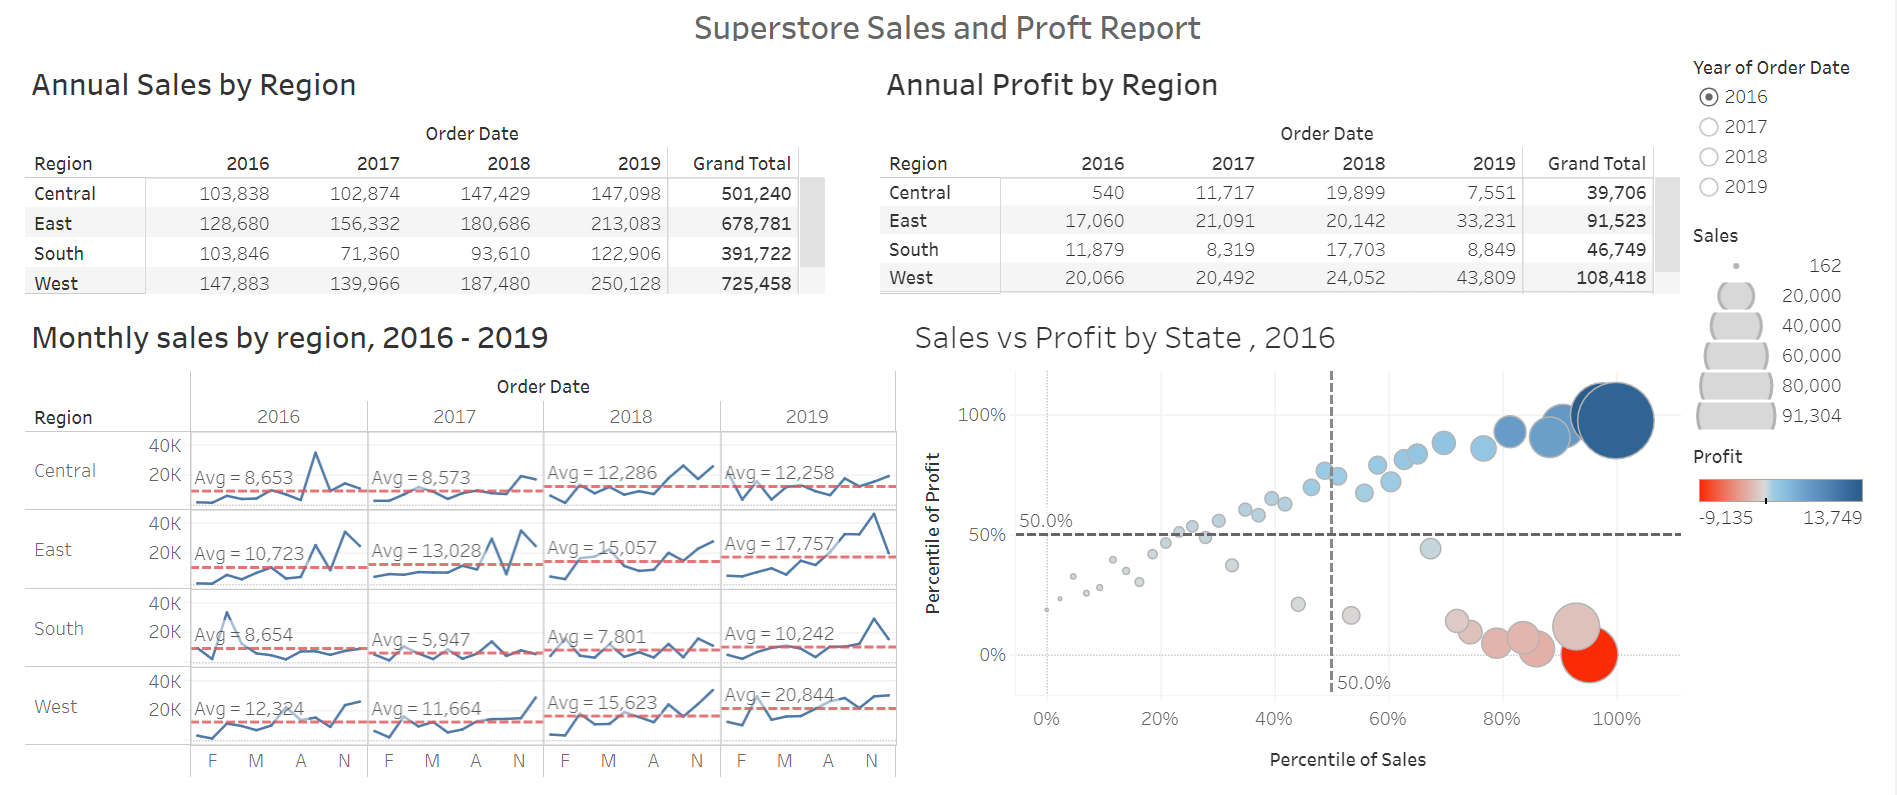 Superstore Sales and Proft Report
Annual Sales by Region
Order Date
Region 2016 2017 2018 2019 Grand Total
Central 103,838 102,874 147,429 147,098 501,240
East 128,680 156,332 180,686 213,083 678,781
South 103,846 71,360 93,610 122,906 391,722
West 147,883 139,966 187,480 250,128 725,458
Annual Profit by Region
Order Date
Region 2016 2017 2018 2019 Grand Total
Central 540 11,717 19,899 7,551 39,706
East 17,060 21,091 20,142 33,231 91,523
South 11,879 8,319 17,703 8,849 46,749
West 20,066 20,492 24,052 43,809 108,418
Year of Order Date
2016
2017
2018
2019
Sales
162
20,000
40,000
60,000
80,000
91,304
Profit
-9,135 13,749
Monthly sales by region, 2016 - 2019
Order Date
Region 2016 2017 2018 2019
Central
40K
20K
Avg = 8,653 Avg = 8,573 Avg = 12,286 Avg = 12,258
East
40K
20K
Avg = 10,723 Avg = 13,028 Avg = 15,057 Avg = 17,757
South
40K
20K
Avg = 8,654 Avg = 5,947 Avg = 7,801 Avg = 10,242
West
40K
20K
Avg = 12,324 Avg = 11,664 Avg = 15,623 Avg = 20,844
F M A N F M A N F M A N F M A N
Sales vs Profit by State , 2016
Percentile of Profit
100%
50%
0%
50.0%
50.0%
0% 20% 40% 60% 80% 100%
Percentile of Sales